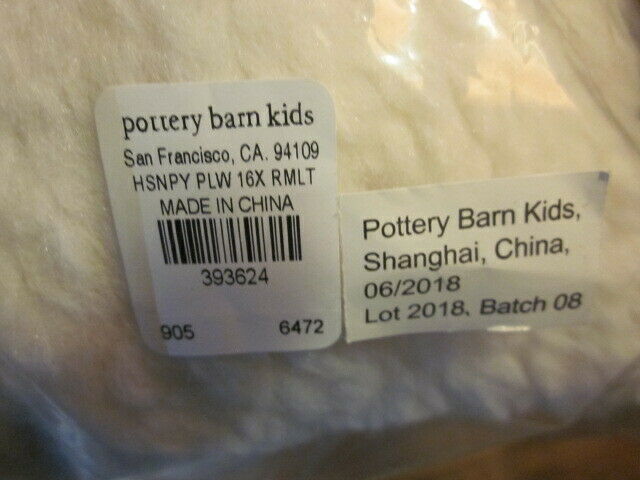 pottery barn kids
San Francisco, CA. 94109
HSNPY PLW 16X RMLT
MADE IN CHINA
393624
905 6472
Pottery Barn Kids,
Shanghai, China,
06/2018
Lot 2018, Batch 08